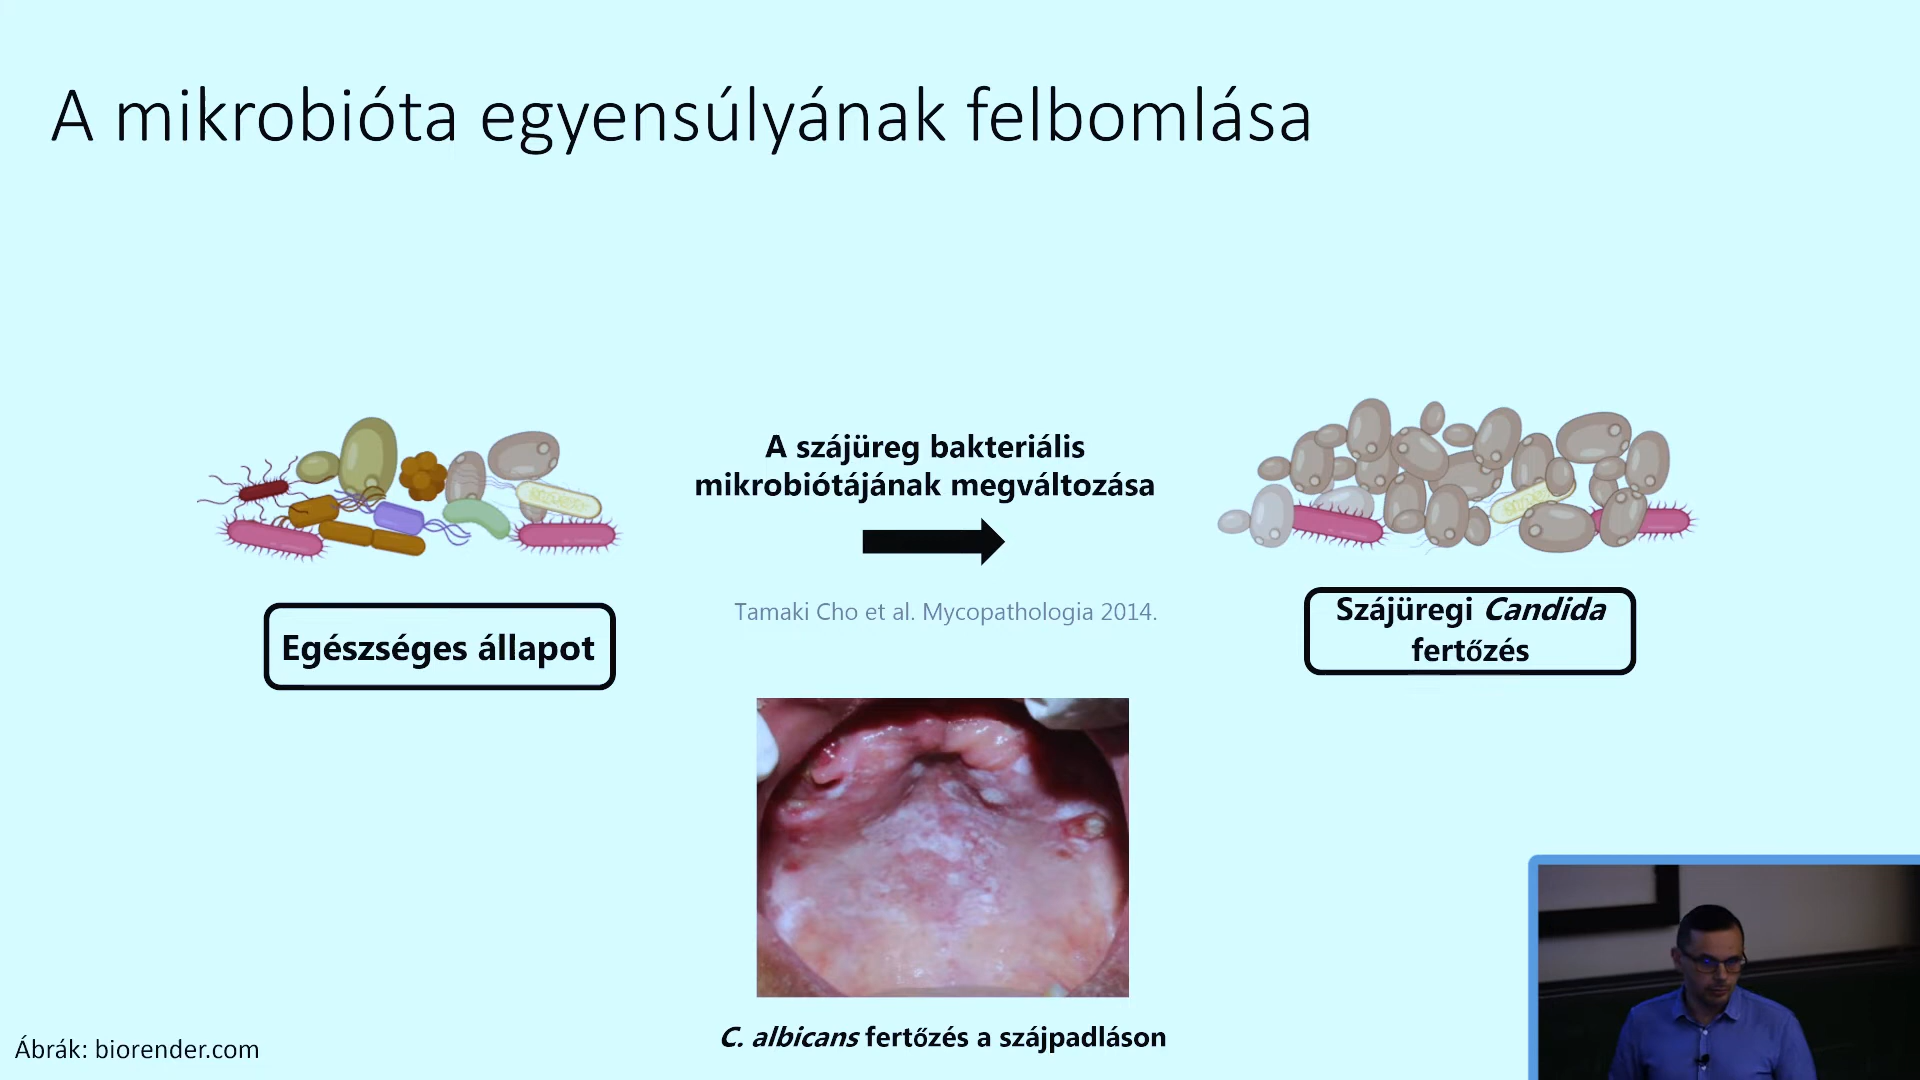 A mikrobióta egyensúlyának felbomlása
A szájüreg bakteriális
mikrobiótájának megváltozása
Tamaki Cho et al. Mycopathologia 2014.
Egészséges állapot
Szájüregi Candida
fertőzés
C. albicans fertőzés a szájpadláson
Ábrák: biorender.com